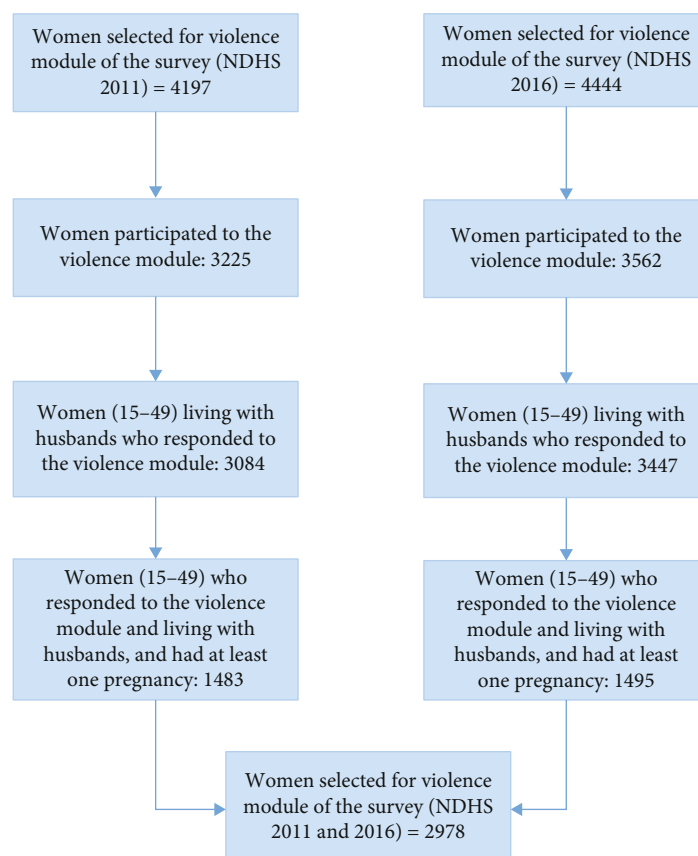 Women selected for violence
module of the survey (NDHS
2011) = 4197
Women participated to the
violence module: 3225
Women (15–49) living with
husbands who responded to
the violence module: 3084
Women (15–49) who
responded to the violence
module and living with
husbands, and had at least
one pregnancy: 1483
Women selected for violence
module of the survey (NDHS
2016) = 4444
Women participated to the
violence module: 3562
Women (15–49) living with
husbands who responded to
the violence module: 3447
Women (15–49) who
responded to the violence
module and living with
husbands, and had at least
one pregnancy: 1495
Women selected for violence
module of the survey (NDHS
2011 and 2016) = 2978